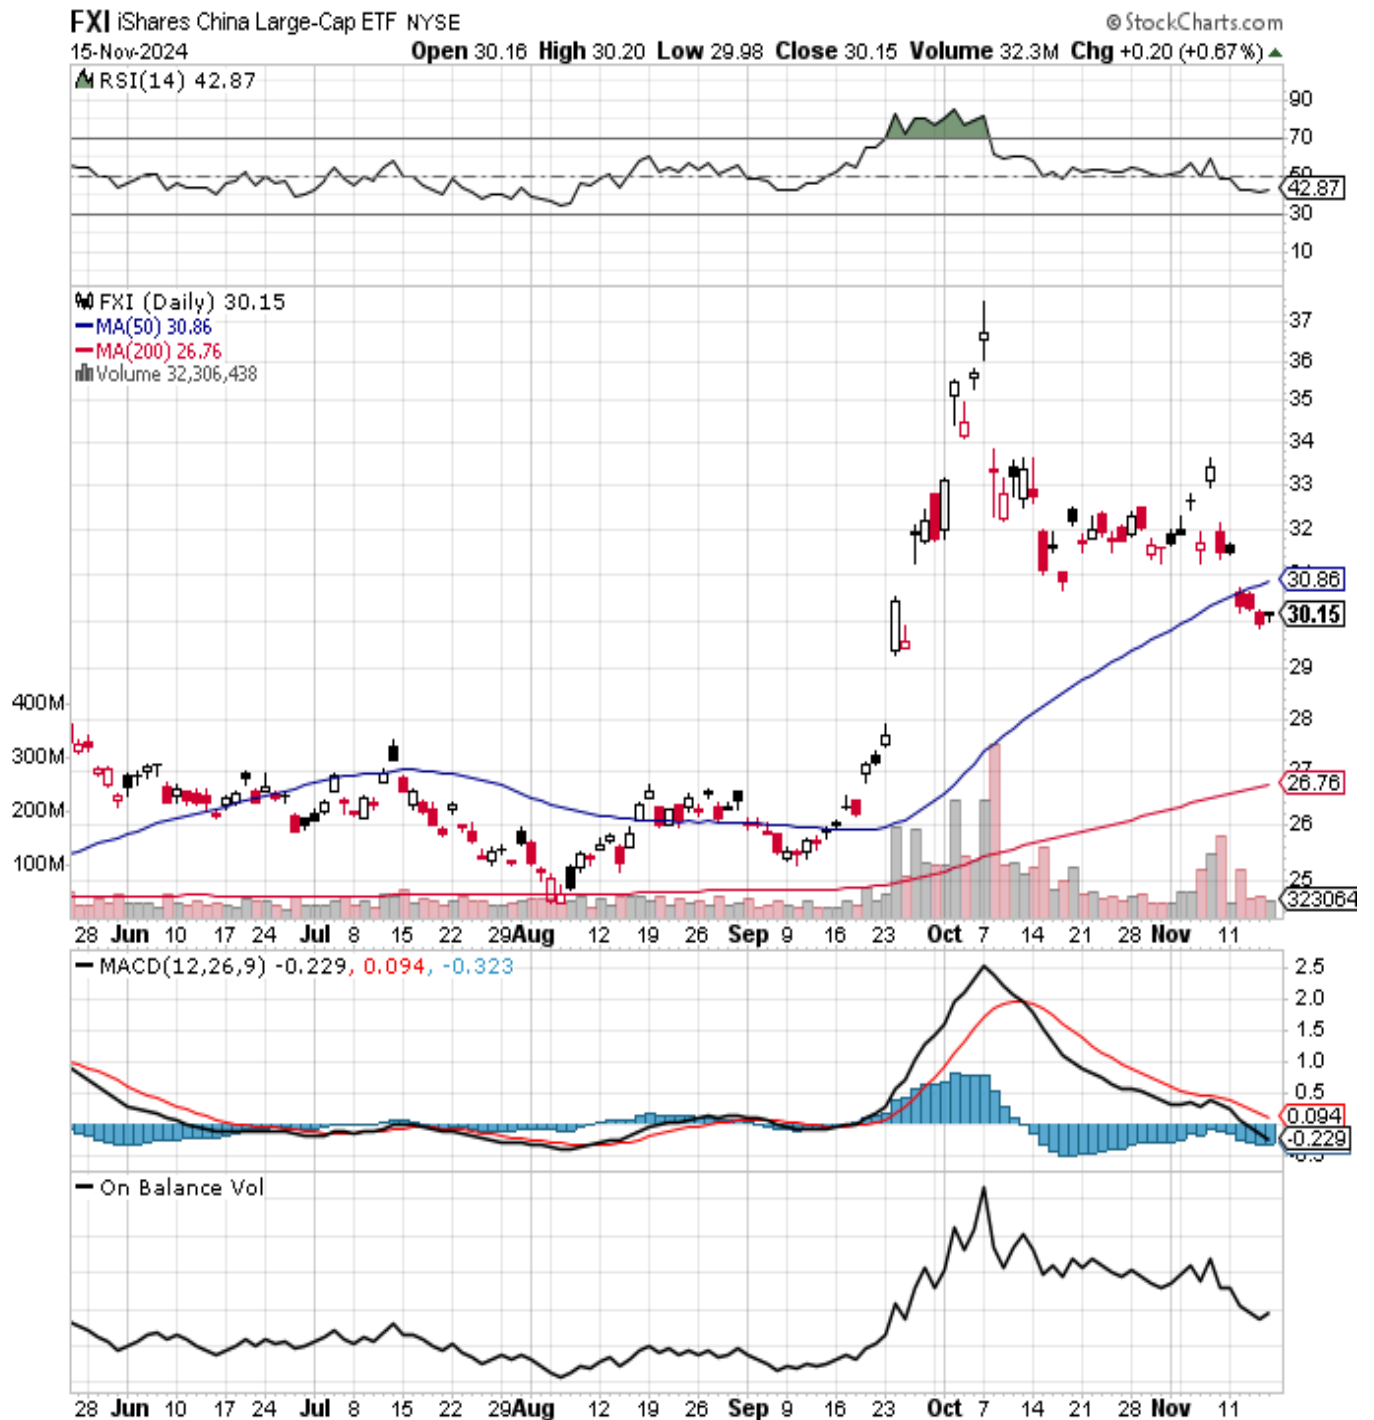 FXI iShares China Large-Cap ETF NYSE © StockCharts.com
15-Nov-2024 Open 30.16 High 30.20 Low 29.98 Close 30.15 Volume 32.3M Chg +0.20 (+0.67%)
RSI(14) 42.87
90
70
50
42.87
30
10
FXI (Daily) 30.15
MA(50) 30.86
MA(200) 26.76
Volume 32,306,438
37
36
35
34
33
32
30.86
30.15
29
28
27
26.76
26
25
323064
400M
300M
200M
100M
28 Jun 10 17 24 Jul 8 15 22 29 Aug 12 19 26 Sep 9 16 23 Oct 7 14 21 28 Nov 11
MACD(12,26,9) -0.229, 0.094, -0.323
2.5
2.0
1.5
1.0
0.5
0.094
-0.229
-0.5
On Balance Vol
28 Jun 10 17 24 Jul 8 15 22 29 Aug 12 19 26 Sep 9 16 23 Oct 7 14 21 28 Nov 11